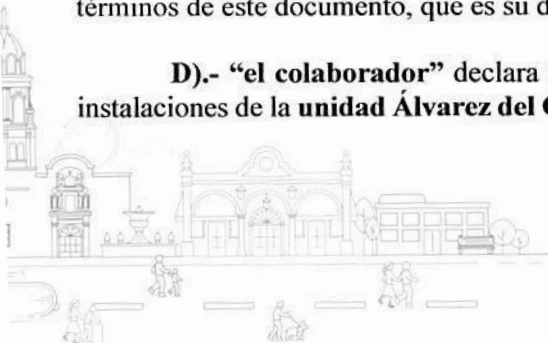 términos de este documento, que es su d
D).- “el colaborador” declara
instalaciones de la unidad Álvarez del